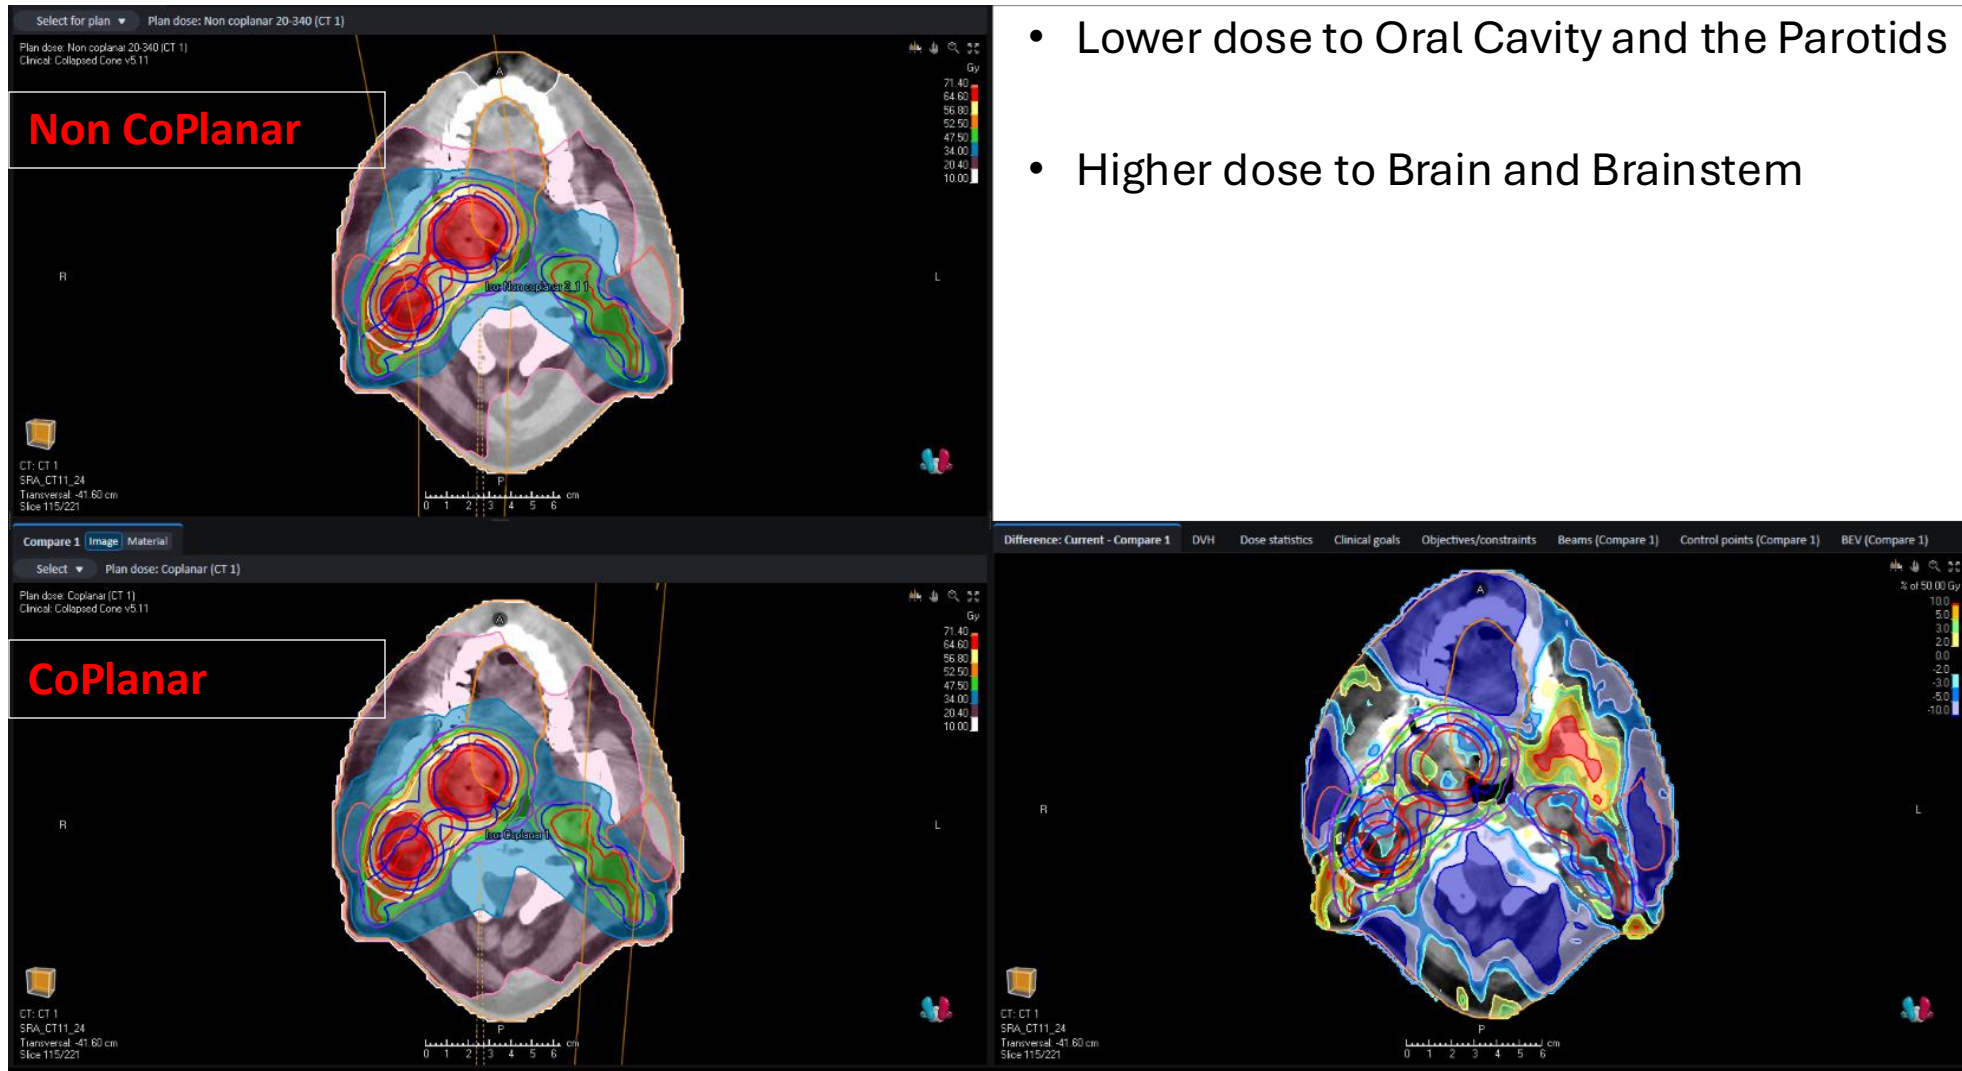 Select for plan Plan dose: Non coplanar 20-340 (CT 1)
Plan dose: Non coplanar 20-340 (CT 1)
Clinical: Collapsed Cone v5.11
Non CoPlanar
A
Gy
71.40
64.60
56.80
52.50
47.50
34.00
20.40
10.00
R
L
Iso: Non coplanar 2_1 1
CT: CT 1
SRA_CT11_24
Transversal: -41.60 cm
Slice 115/221
P
0 1 2 3 4 5 6 cm
• Lower dose to Oral Cavity and the Parotids
• Higher dose to Brain and Brainstem
Compare 1 Image Material
Select Plan dose: Coplanar (CT 1)
Plan dose: Coplanar (CT 1)
Clinical: Collapsed Cone v5.11
CoPlanar
A
Gy
71.40
64.60
56.80
52.50
47.50
34.00
20.40
10.00
R
L
Iso: Coplanar 1
CT: CT 1
SRA_CT11_24
Transversal: -41.60 cm
Slice 115/221
P
0 1 2 3 4 5 6 cm
Difference: Current - Compare 1 DVH Dose statistics Clinical goals Objectives/constraints Beams (Compare 1) Control points (Compare 1) BEV (Compare 1)
A
% of 50.00 Gy
10.0
5.0
3.0
2.0
0.0
-2.0
-3.0
-5.0
-10.0
R
L
CT: CT 1
SRA_CT11_24
Transversal: -41.60 cm
Slice 115/221
P
0 1 2 3 4 5 6 cm